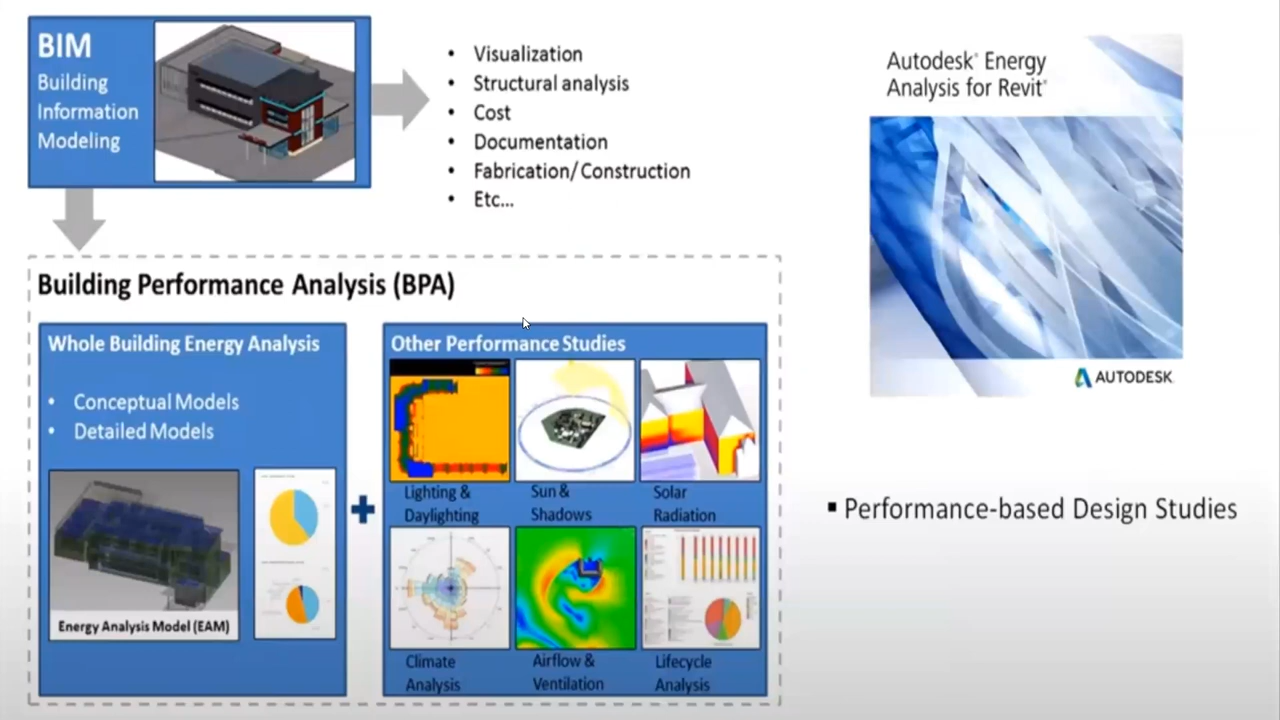 BIM
Building
Information
Modeling
• Visualization
• Structural analysis
• Cost
• Documentation
• Fabrication/Construction
• Etc...
Autodesk® Energy
Analysis for Revit®
AUTODESK.
Building Performance Analysis (BPA)
Whole Building Energy Analysis
• Conceptual Models
• Detailed Models
Energy Analysis Model (EAM)
Other Performance Studies
Lighting &
Daylighting
Sun &
Shadows
Solar
Radiation
Climate
Analysis
Airflow &
Ventilation
Lifecycle
Analysis
▪ Performance-based Design Studies